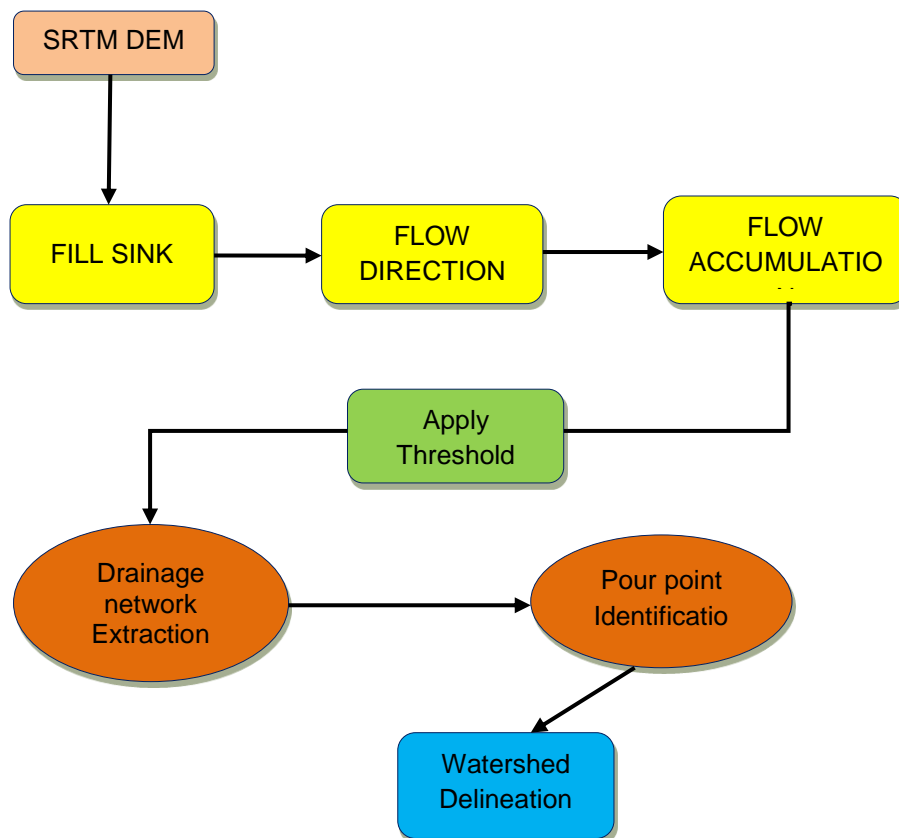 SRTM DEM
FILL SINK
FLOW
DIRECTION
FLOW
ACCUMULATIO
Apply
Threshold
Drainage
network
Extraction
Pour point
Identificatio
Watershed
Delineation